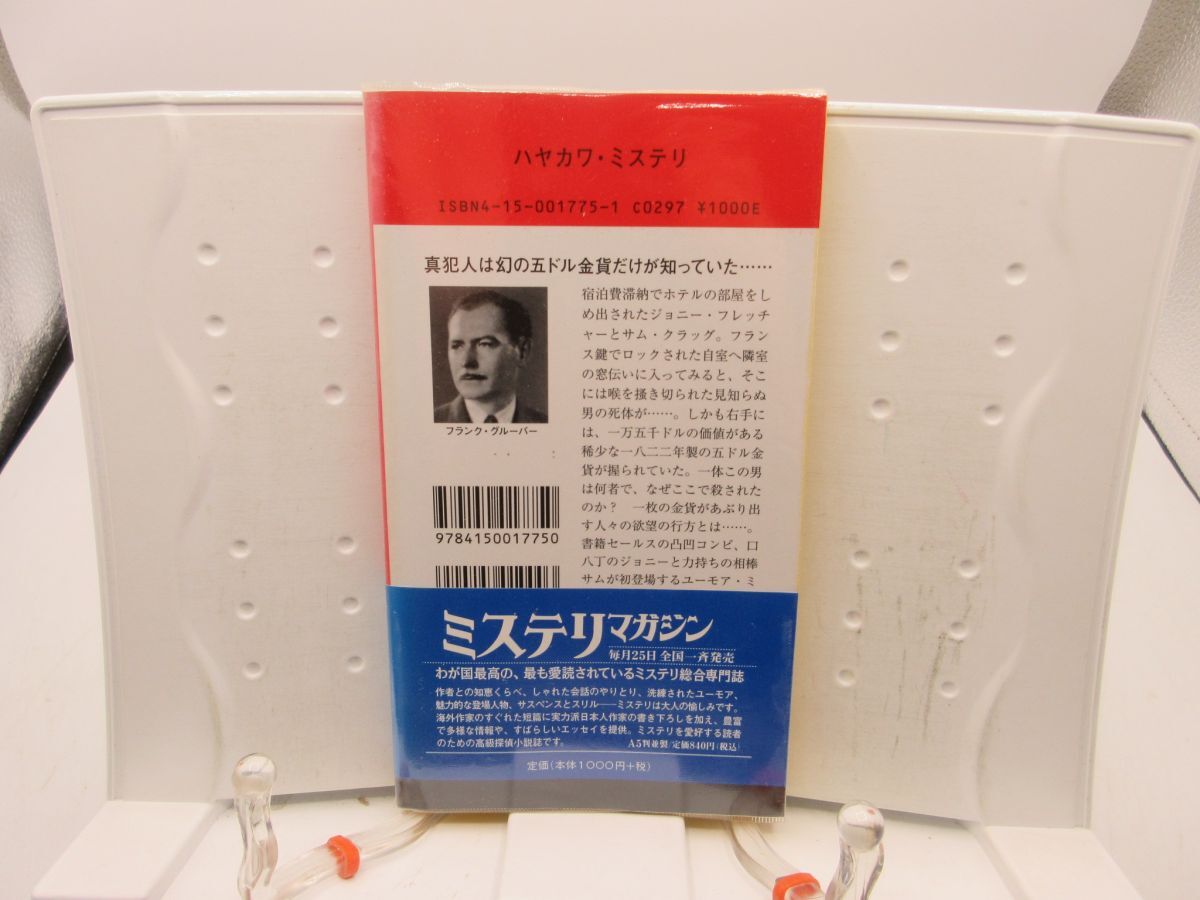 ハヤカワ・ミステリ
ISBN4-15-001775-1 C0297 ¥1000E
真犯人は幻の五ドル金貨だけが知っていた……
フランク・グルーバー
宿泊費滞納でホテルの部屋をし
め出されたジョニー・フレッチ
ャーとサム・クラッグ。フラン
ス鍵でロックされた自室へ隣室
の窓伝いに入ってみると、そこ
には喉を掻き切られた見知らぬ
男の死体が……。しかも右手に
は、一万五千ドルの価値がある
稀少な一八二二年製の五ドル金
貨が握られていた。一体この男
は何者で、なぜここで殺された
のか？　一枚の金貨があぶり出
す人々の欲望の行方とは……。
書籍セールスの凸凹コンビ、口
八丁のジョニーと力持ちの相棒
サムが初登場するユーモア・ミ
9784150017750
ミステリマガジン
毎月25日 全国一斉発売
わが国最高の、最も愛読されているミステリ総合専門誌
作者との知恵くらべ、しゃれた会話のやりとり、洗練されたユーモア、
魅力的な登場人物、サスペンスとスリル──ミステリは大人の愉しみです。
海外作家のすぐれた短篇に実力派日本人作家の書き下ろしを加え、豊富
で多様な情報や、すばらしいエッセイを提供。ミステリを愛好する読者
のための高級探偵小説誌です。
A5判並製/定価840円(税込)
定価(本体1000円+税)